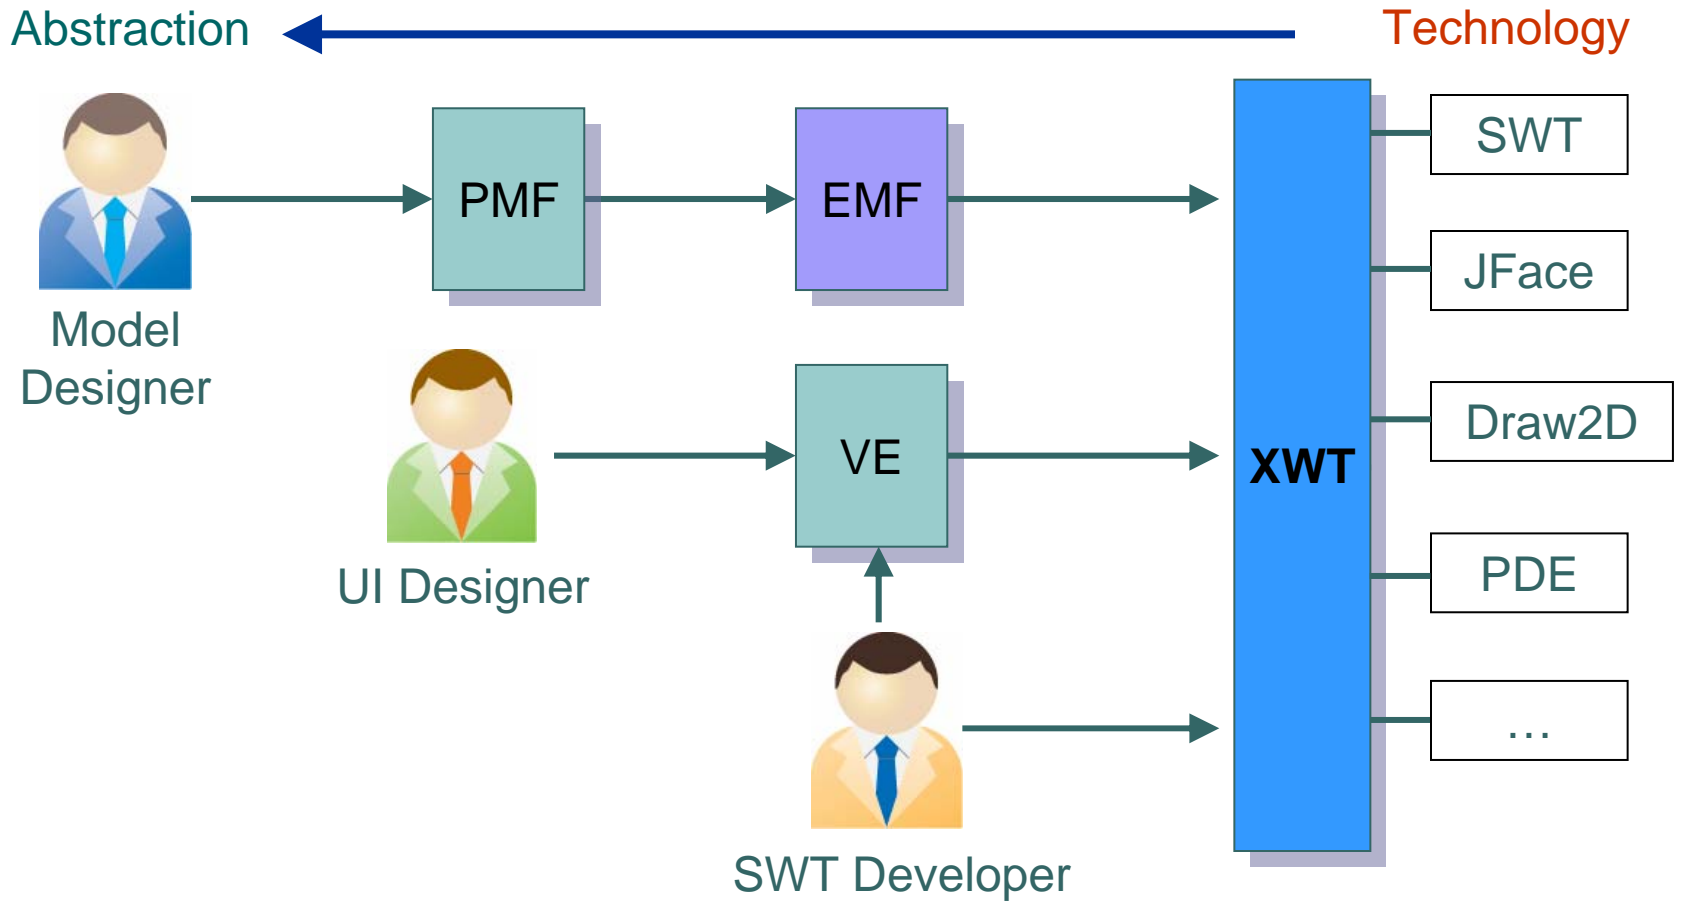 Abstraction
Technology
PMF
EMF
SWT
JFace
Model
Designer
VE
XWT
Draw2D
UI Designer
PDE
SWT Developer
…